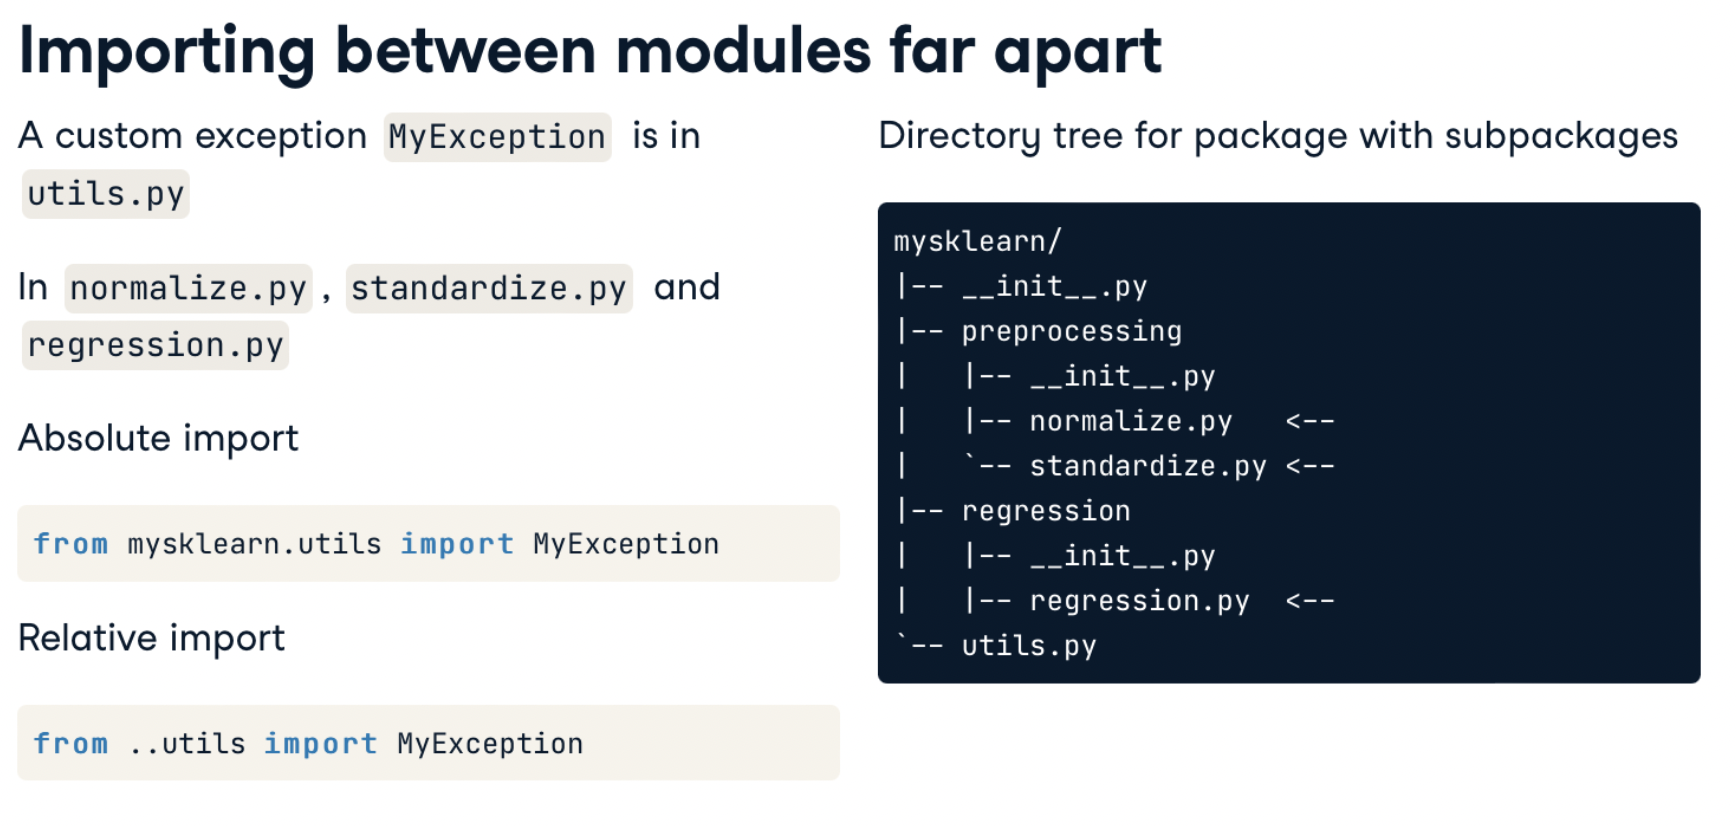 Importing between modules far apart
A custom exception MyException is in
utils.py
In normalize.py , standardize.py and
regression.py
Absolute import
from mysklearn.utils import MyException
Relative import
from ..utils import MyException
Directory tree for package with subpackages
mysklearn/
|-- __init__.py
|-- preprocessing
|   |-- __init__.py
|   |-- normalize.py   <--
|   `-- standardize.py <--
|-- regression
|   |-- __init__.py
|   |-- regression.py  <--
`-- utils.py